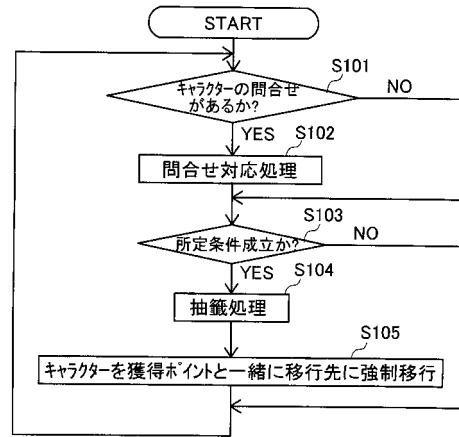 START
S101
キャラクターの問合せ
があるか?
NO
YES
S102
問合せ対応処理
S103
所定条件成立か?
NO
YES
S104
抽籤処理
S105
キャラクターを獲得ポイントと一緒に移行先に強制移行